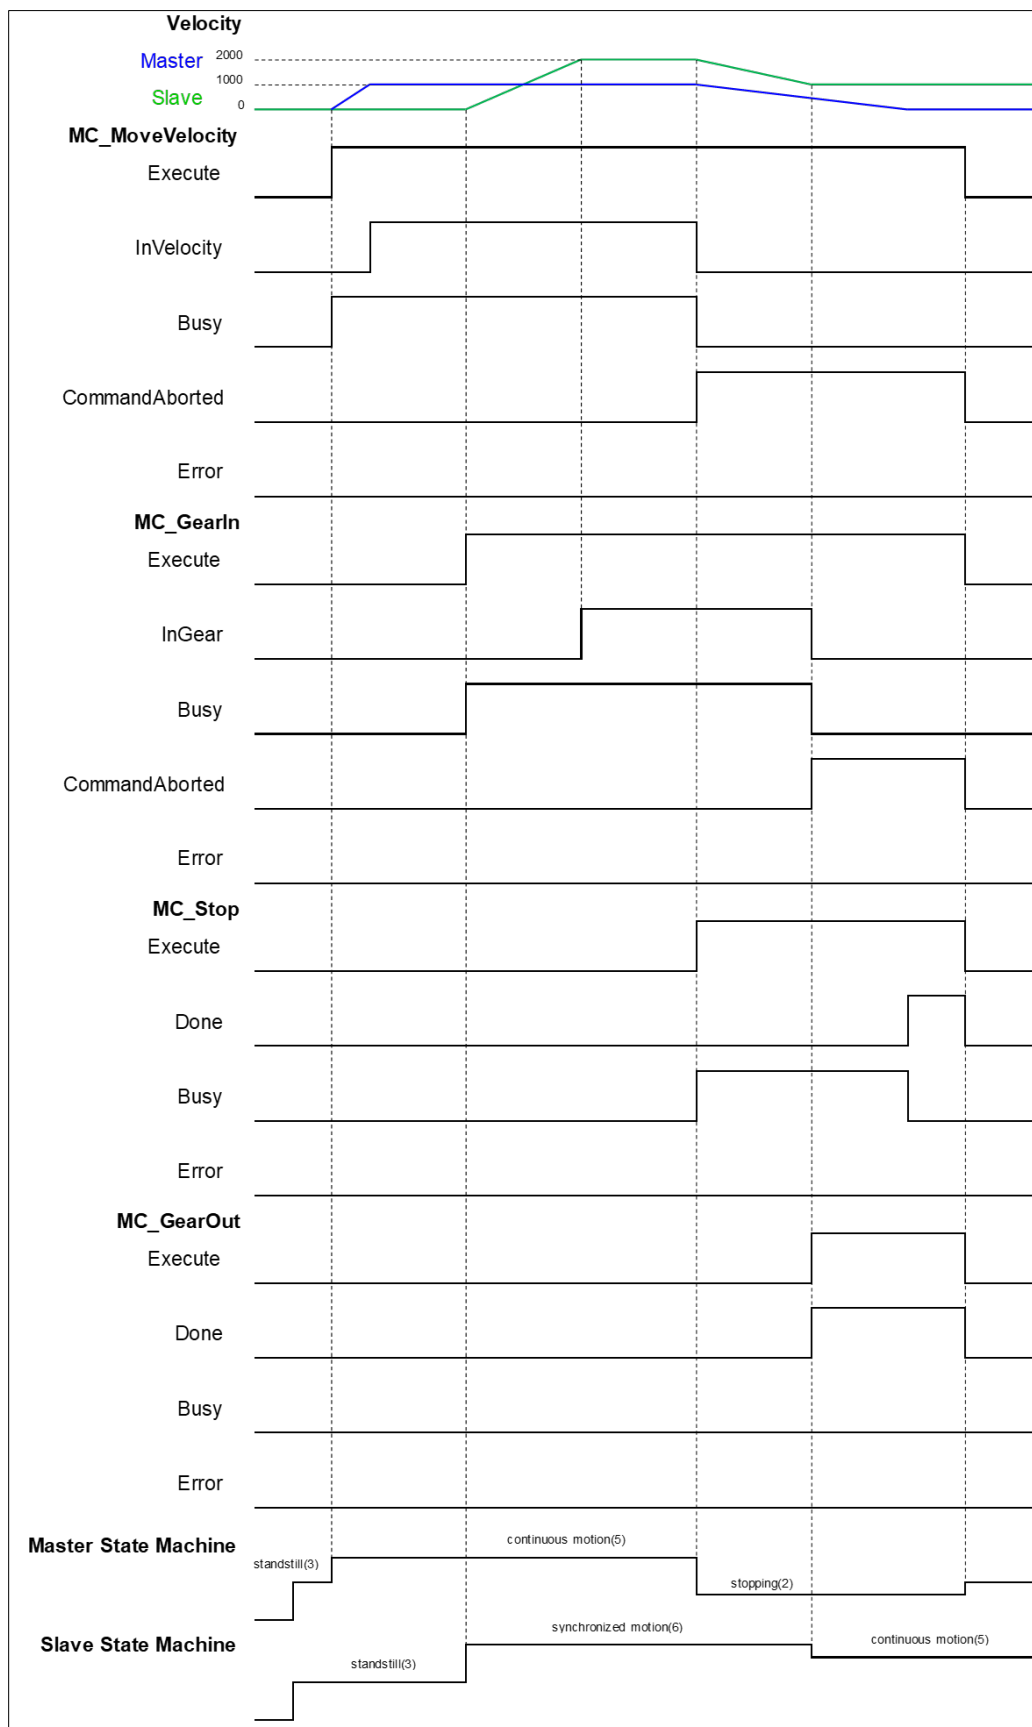 Velocity
2000
Master
1000
Slave
0
MC_MoveVelocity
Execute
InVelocity
Busy
CommandAborted
Error
MC_GearIn
Execute
InGear
Busy
CommandAborted
Error
MC_Stop
Execute
Done
Busy
Error
MC_GearOut
Execute
Done
Busy
Error
Master State Machine
continuous motion(5)
standstill(3)
stopping(2)
Slave State Machine
synchronized motion(6)
continuous motion(5)
standstill(3)